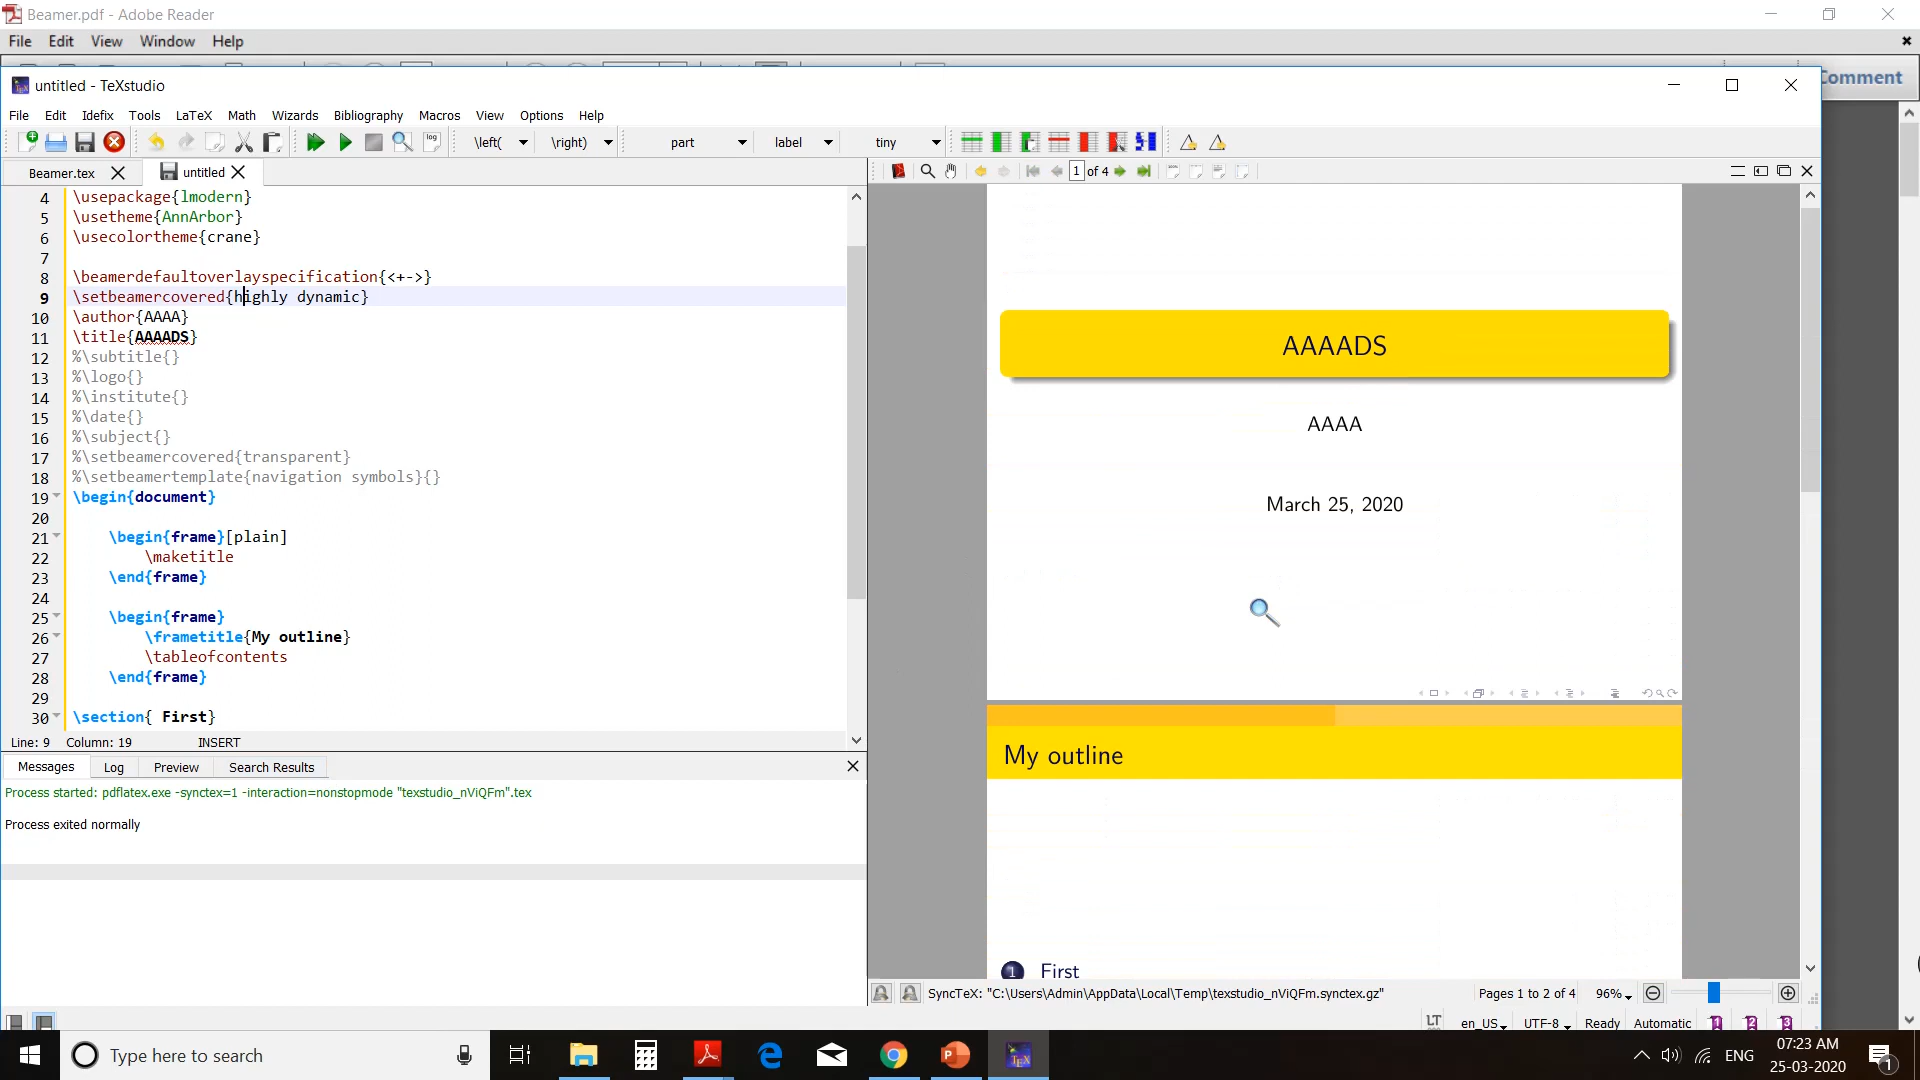 Beamer.pdf - Adobe Reader
File Edit View Window Help
Comment
untitled - TeXstudio
File Edit Idefix Tools LaTeX Math Wizards Bibliography Macros View Options Help
log \left( \right) part label tiny
Beamer.tex untitled
1 of 4
4 \usepackage{lmodern}
5 \usetheme{AnnArbor}
6 \usecolortheme{crane}
7
8 \beamerdefaultoverlayspecification{<+->}
9 \setbeamercovered{highly dynamic}
10 \author{AAAA}
11 \title{AAAADS}
12 %\subtitle{}
13 %\logo{}
14 %\institute{}
15 %\date{}
16 %\subject{}
17 %\setbeamercovered{transparent}
18 %\setbeamertemplate{navigation symbols}{}
19 \begin{document}
20
21 \begin{frame}[plain]
22 \maketitle
23 \end{frame}
24
25 \begin{frame}
26 \frametitle{My outline}
27 \tableofcontents
28 \end{frame}
29
30 \section{ First}
Line: 9 Column: 19 INSERT
Messages Log Preview Search Results
Process started: pdflatex.exe -synctex=1 -interaction=nonstopmode "texstudio_nViQFm".tex
Process exited normally
AAAADS
AAAA
March 25, 2020
My outline
1 First
SyncTeX: "C:\Users\Admin\AppData\Local\Temp\texstudio_nViQFm.synctex.gz" Pages 1 to 2 of 4 96%
LT en_US UTF-8 Ready Automatic 1 2 3
Type here to search
ENG
07:23 AM
25-03-2020
1